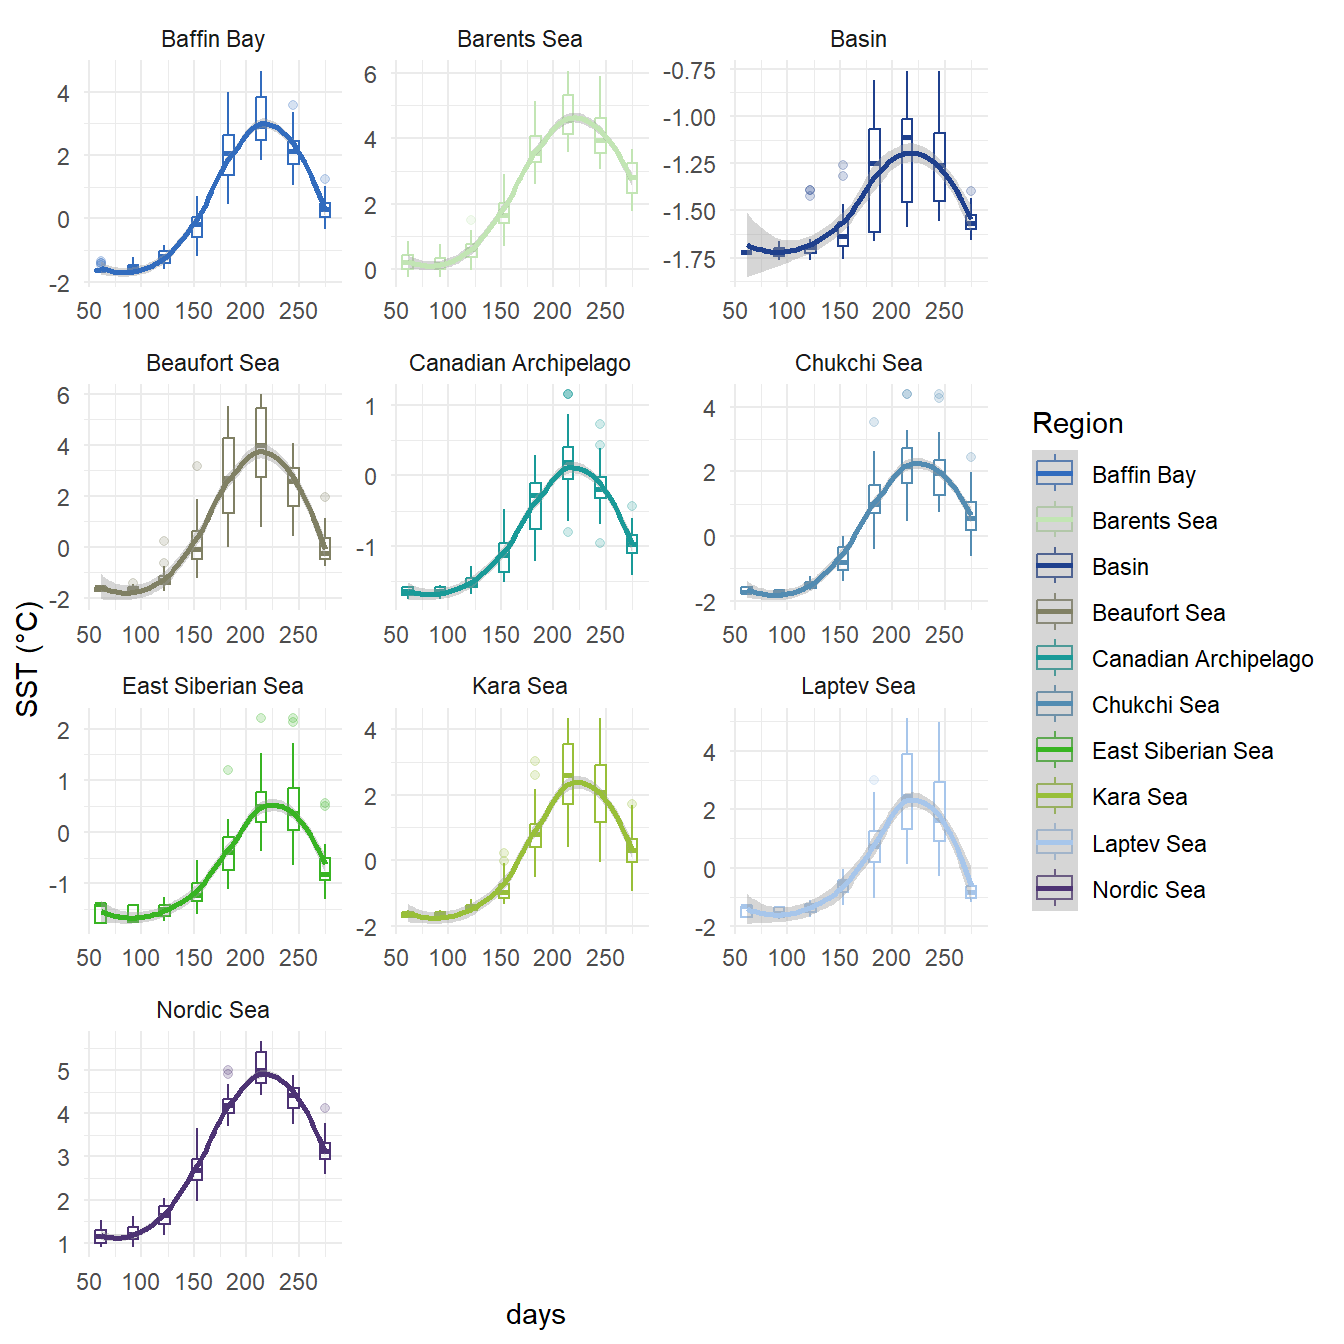 Baffin Bay
Barents Sea
Basin
4
2
0
-2
6
4
2
0
-0.75
-1.00
-1.25
-1.50
-1.75
50 100 150 200 250
50 100 150 200 250
50 100 150 200 250
Beaufort Sea
Canadian Archipelago
Chukchi Sea
6
4
2
0
-2
1
0
-1
4
2
0
-2
50 100 150 200 250
50 100 150 200 250
50 100 150 200 250
East Siberian Sea
Kara Sea
Laptev Sea
2
1
0
-1
4
2
0
-2
4
2
0
-2
50 100 150 200 250
50 100 150 200 250
50 100 150 200 250
Nordic Sea
5
4
3
2
1
50 100 150 200 250
SST (°C)
days
Region
Baffin Bay
Barents Sea
Basin
Beaufort Sea
Canadian Archipelago
Chukchi Sea
East Siberian Sea
Kara Sea
Laptev Sea
Nordic Sea